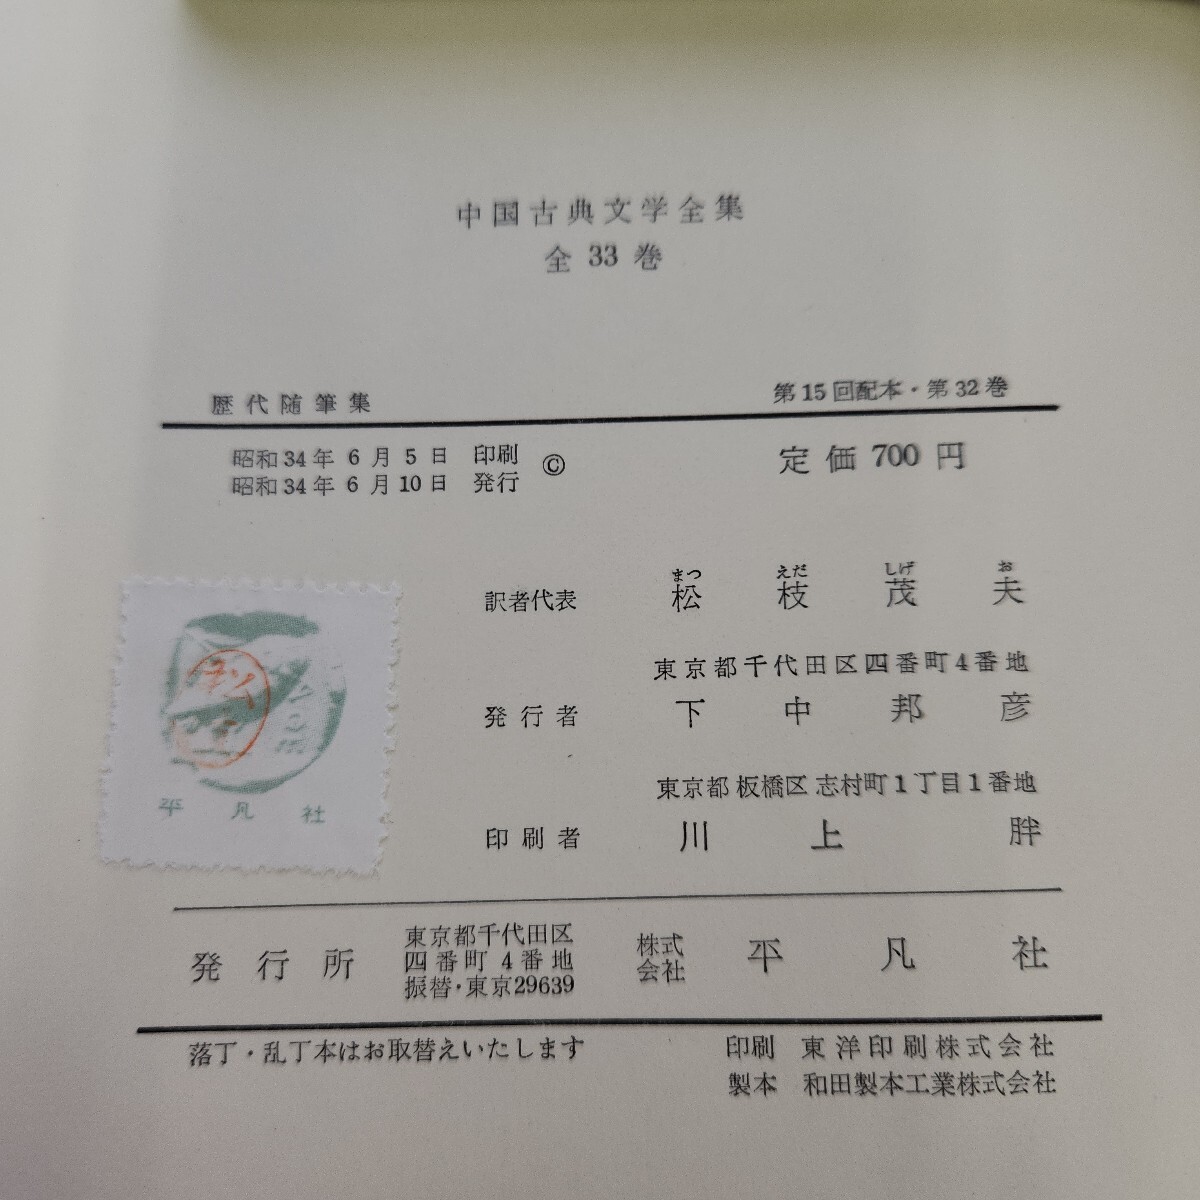 中国古典文学全集
全 33 巻
歴代随筆集
第15回配本・第32巻
昭和34年 6 月 5 日 印刷
昭和34年 6 月 10 日 発行
©
定 価 700 円
まつ えだ しげ お
訳者代表 松 枝 茂 夫
東京都千代田区四番町4番地
発行者 下 中 邦 彦
東京都 板橋区 志村町1丁目1番地
印刷者 川 上 胖
平 凡 社
発行所
東京都千代田区
四番町 4 番地
振替・東京29639
株式
会社
平 凡 社
落丁・乱丁本はお取替えいたします
印刷 東洋印刷株式会社
製本 和田製本工業株式会社